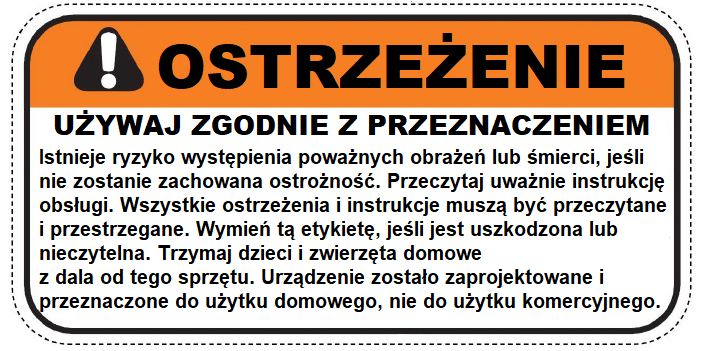 OSTRZEŻENIE
UŻYWAJ ZGODNIE Z PRZEZNACZENIEM
Istnieje ryzyko występienia poważnych obrażeń lub śmierci, jeśli
nie zostanie zachowana ostrożność. Przeczytaj uważnie instrukcję
obsługi. Wszystkie ostrzeżenia i instrukcje muszą być przeczytane
i przestrzegane. Wymień tą etykietę, jeśli jest uszkodzona lub
nieczytelna. Trzymaj dzieci i zwierzęta domowe
z dala od tego sprzętu. Urządzenie zostało zaprojektowane i
przeznaczone do użytku domowego, nie do użytku komercyjnego.